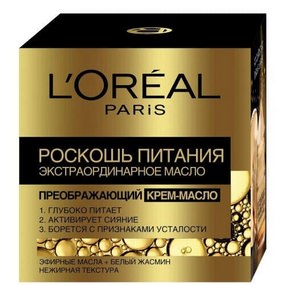 L'ORÉAL
PARIS
РОСКОШЬ ПИТАНИЯ
ЭКСТРАОРДИНАРНОЕ МАСЛО
ПРЕОБРАЖАЮЩИЙ КРЕМ-МАСЛО
1. ГЛУБОКО ПИТАЕТ
2. АКТИВИРУЕТ СИЯНИЕ
3. БОРЕТСЯ С ПРИЗНАКАМИ УСТАЛОСТИ
ЭФИРНЫЕ МАСЛА + БЕЛЫЙ ЖАСМИН
НЕЖИРНАЯ ТЕКСТУРА